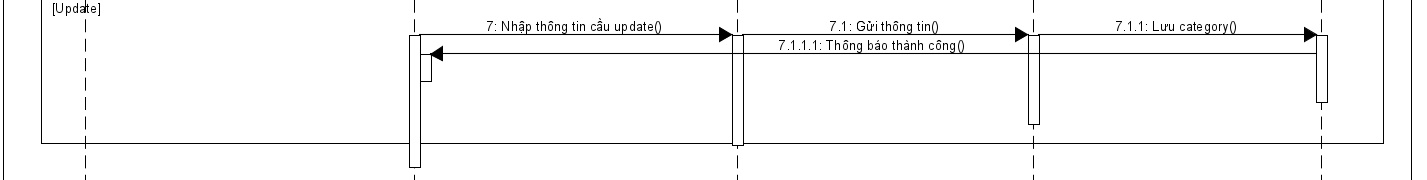 [Update]
7: Nhập thông tin cầu update()
7.1: Gửi thông tin()
7.1.1: Lưu category()
7.1.1.1: Thông báo thành công()